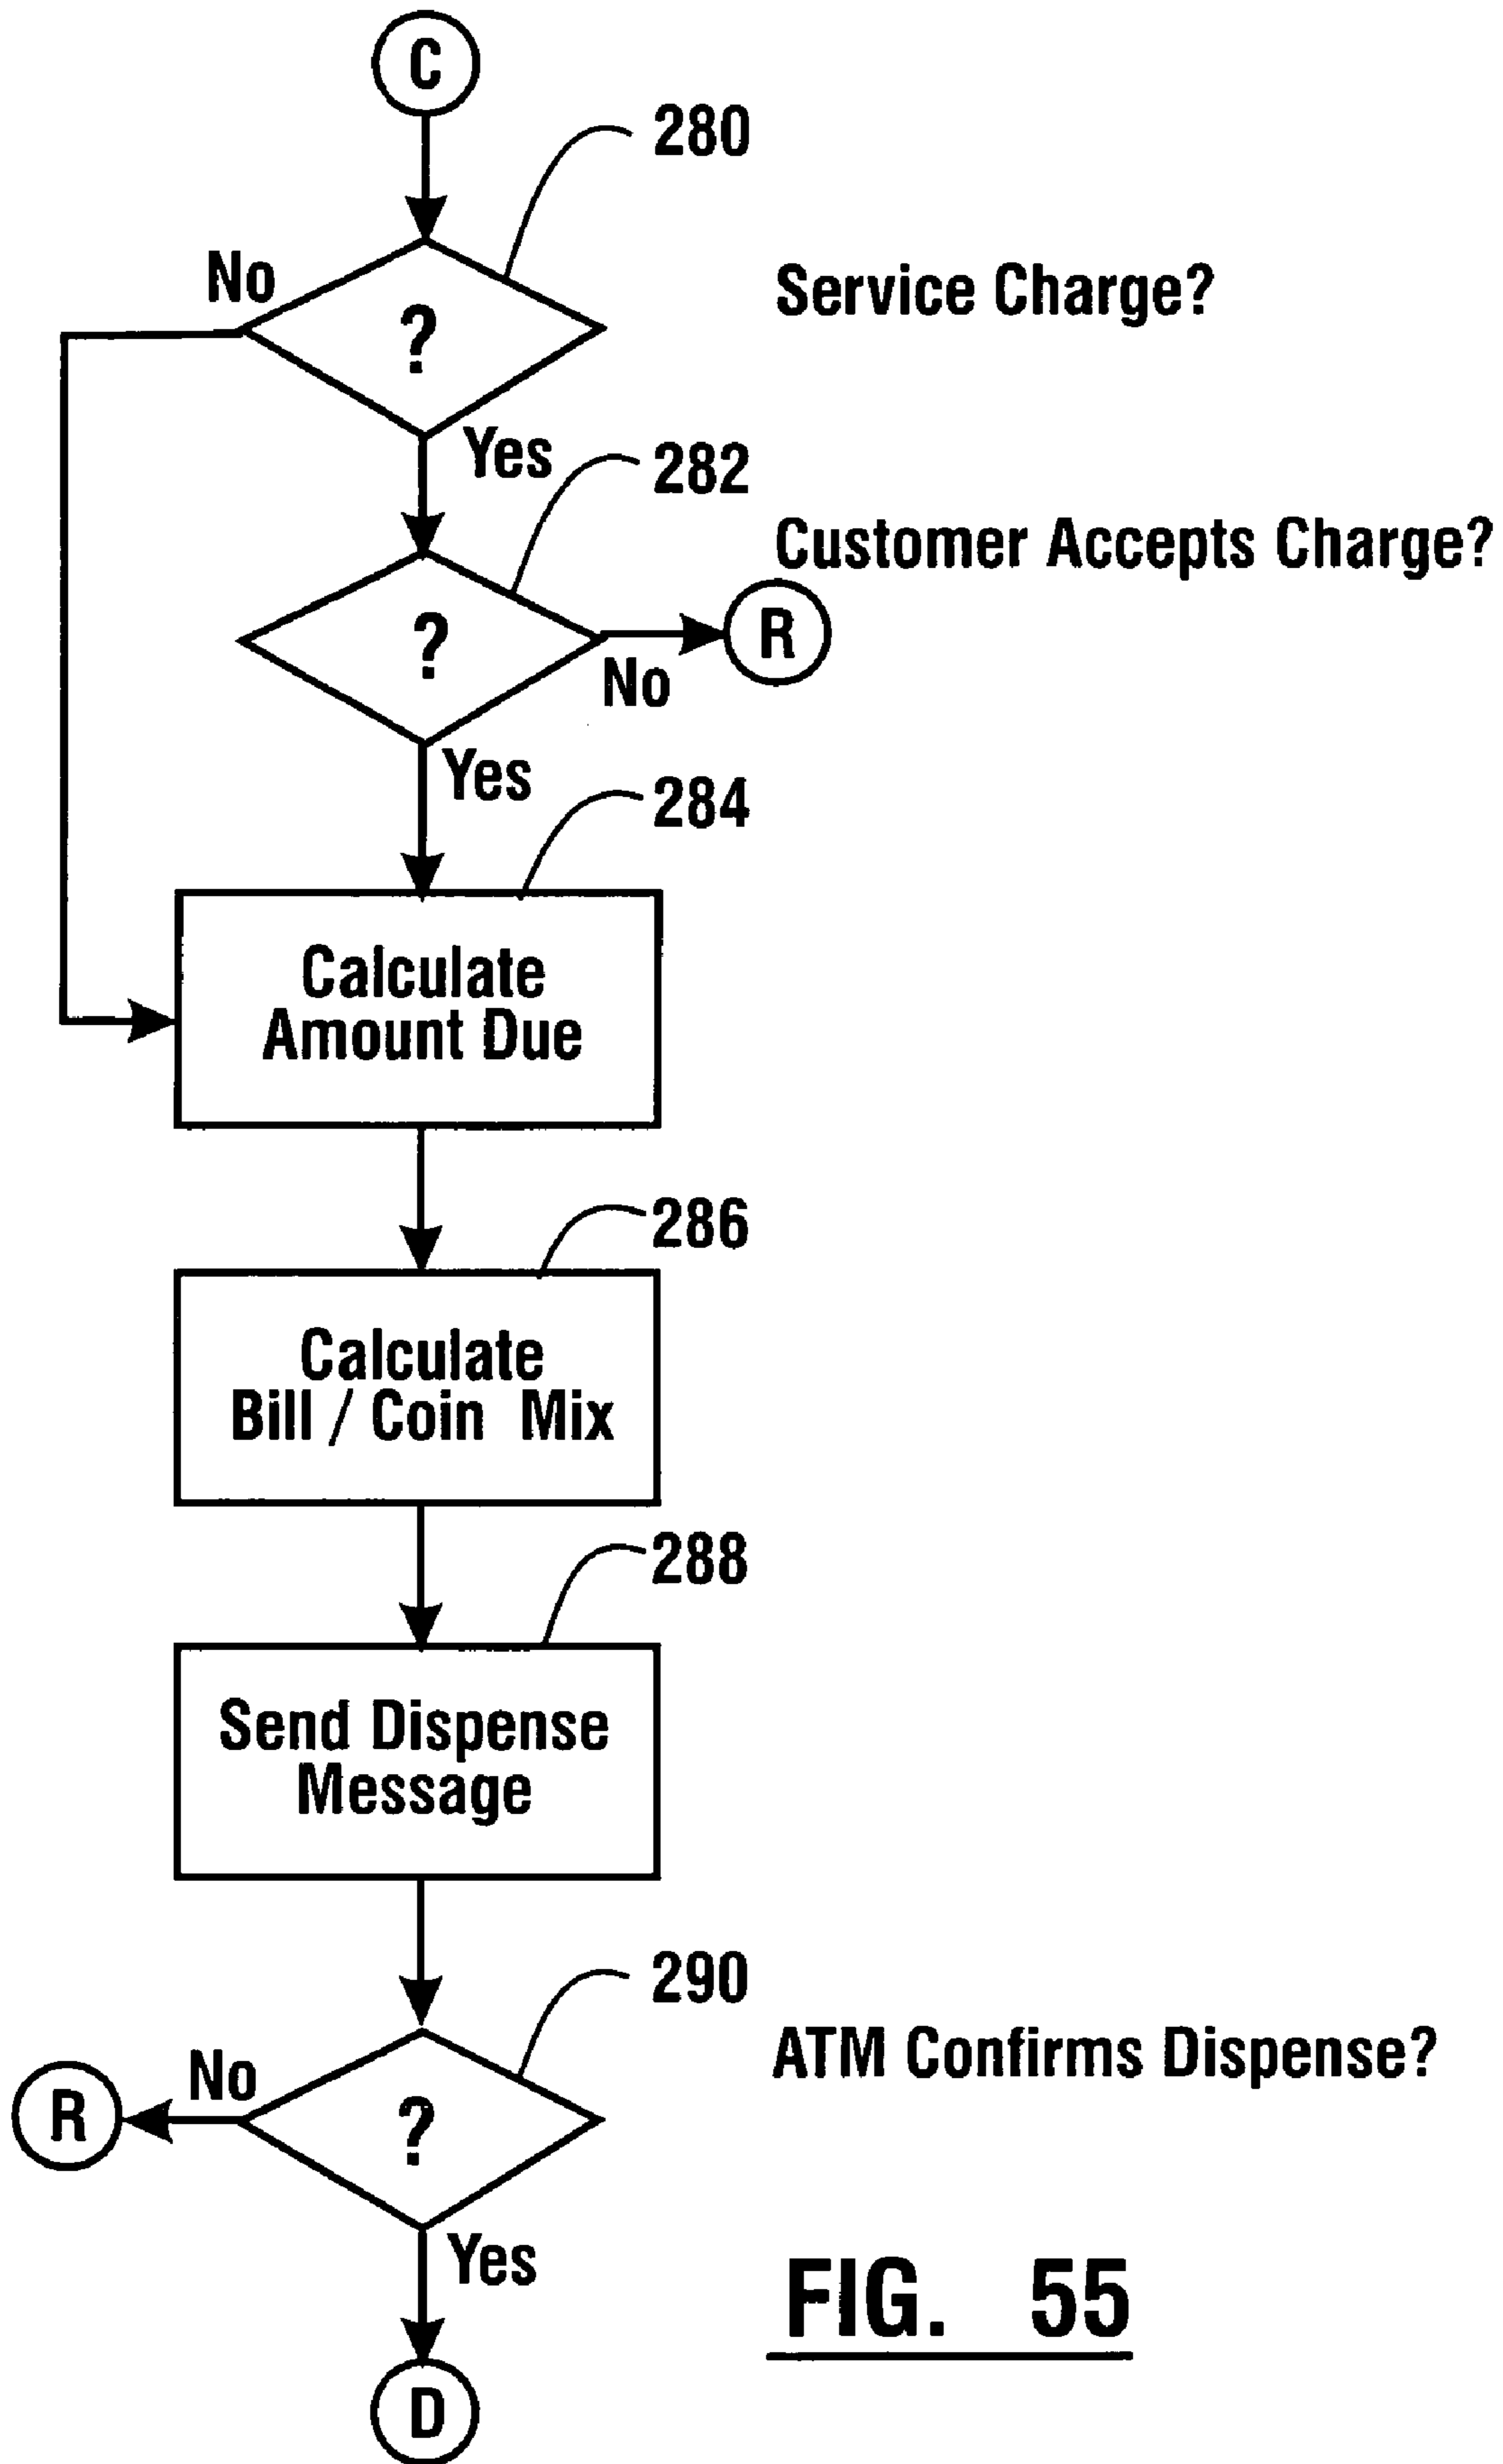 C
280
No
Service Charge?
?
Yes
282
Customer Accepts Charge?
?
R
No
Yes
284
Calculate
Amount Due
286
Calculate
Bill / Coin Mix
288
Send Dispense
Message
290
ATM Confirms Dispense?
No
R
?
Yes
FIG. 55
D